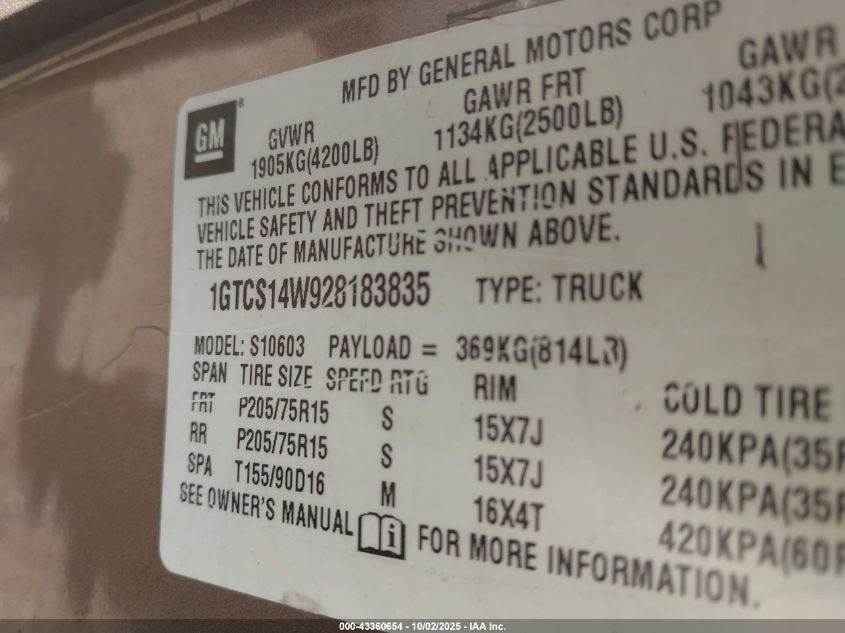 MFD BY GENERAL MOTORS CORP
GM®
GVWR GAWR FRT GAWR
1905KG(4200LB) 1134KG(2500LB) 1043KG(2
THIS VEHICLE CONFORMS TO ALL APPLICABLE U.S. FEDERA
VEHICLE SAFETY AND THEFT PREVENTION STANDARDS IN E
THE DATE OF MANUFACTURE SHOWN ABOVE.
1GTCS14W928183835 TYPE: TRUCK
MODEL: S10603 PAYLOAD = 369KG(814LB)
SPAN TIRE SIZE SPEED RTG RIM COLD TIRE
FRT P205/75R15 S 15X7J 240KPA(35P
RR P205/75R15 S 15X7J 240KPA(35P
SPA T155/90D16 M 16X4T 420KPA(60P
SEE OWNER'S MANUAL i FOR MORE INFORMATION.
000-43360654 - 10/02/2025 - IAA Inc.